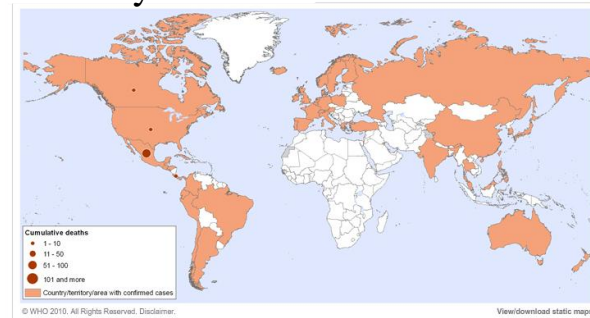 y
Cumulative deaths
1 - 10
11 - 50
51 - 100
101 and more
Country/territory/area with confirmed cases
© WHO 2010. All Rights Reserved. Disclaimer.
View/download static maps